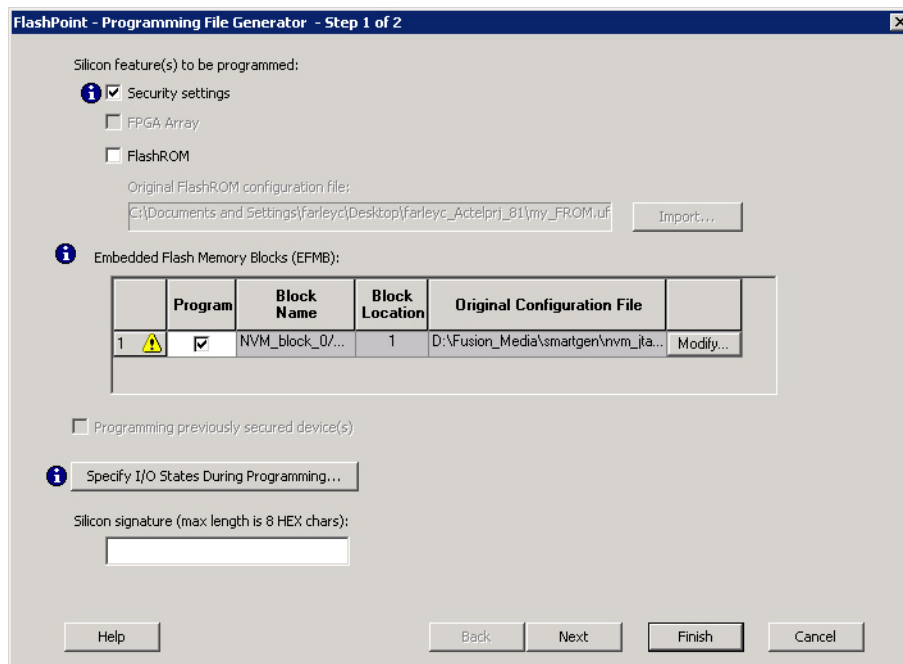 FlashPoint - Programming File Generator - Step 1 of 2
Silicon feature(s) to be programmed:
Security settings
FPGA Array
FlashROM
Original FlashROM configuration file:
C:\Documents and Settings\farleyc\Desktop\farleyc_Actelprj_81\my_FROM.uf Import...
Embedded Flash Memory Blocks (EFMB):
Program Block Name Block Location Original Configuration File
1 NVM_block_0/... 1 D:\Fusion_Media\smartgen\nvm_jta... Modify...
Programming previously secured device(s)
Specify I/O States During Programming...
Silicon signature (max length is 8 HEX chars):
Help Back Next Finish Cancel